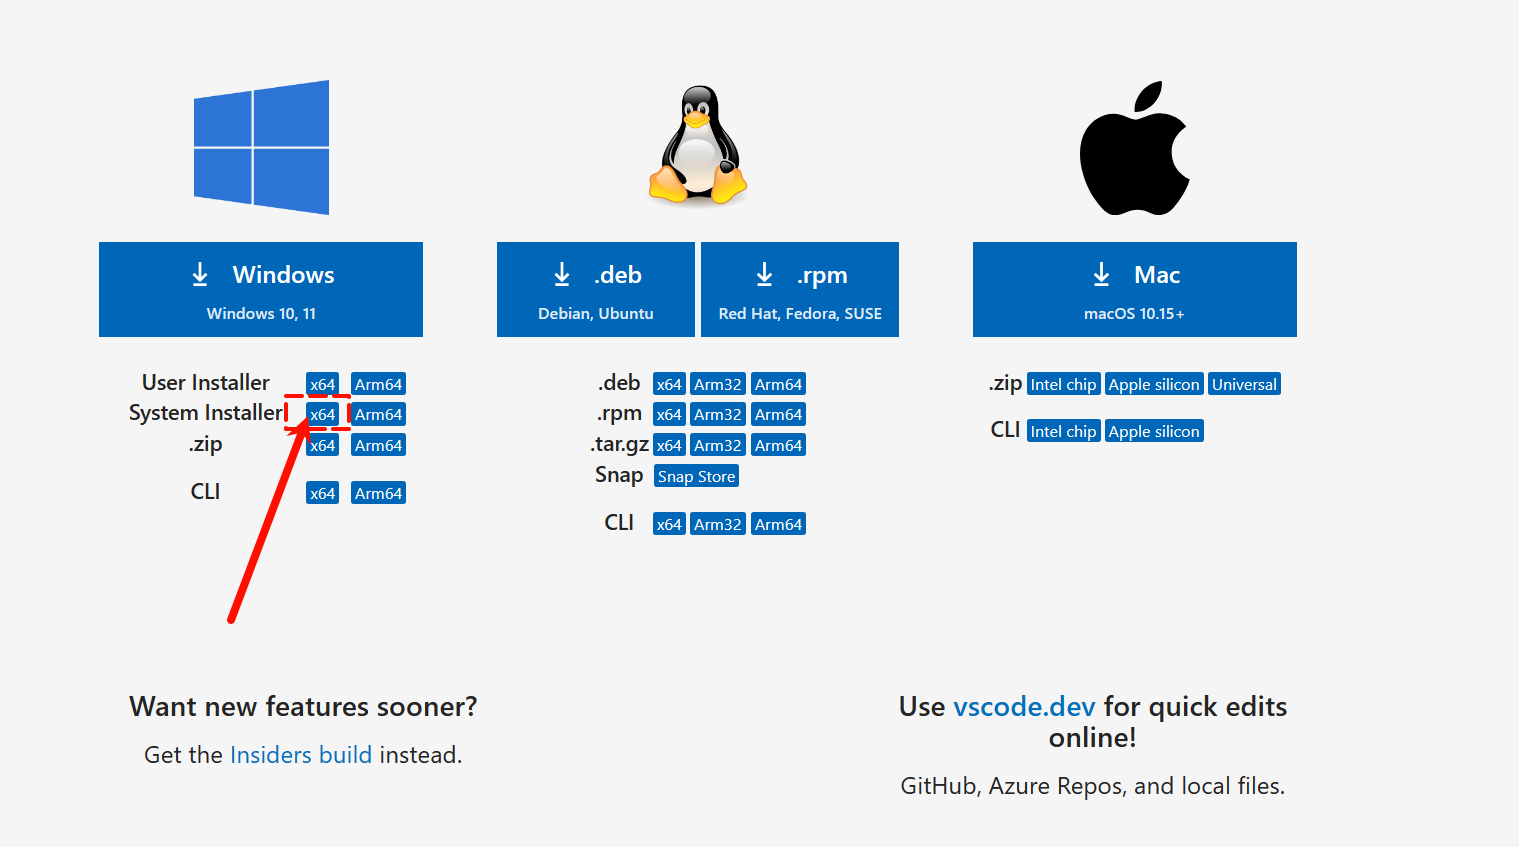 Windows
Windows 10, 11
User Installer x64 Arm64
System Installer x64 Arm64
.zip x64 Arm64
CLI x64 Arm64
.deb
Debian, Ubuntu
.rpm
Red Hat, Fedora, SUSE
.deb x64 Arm32 Arm64
.rpm x64 Arm32 Arm64
.tar.gz x64 Arm32 Arm64
Snap Snap Store
CLI x64 Arm32 Arm64
Mac
macOS 10.15+
.zip Intel chip Apple silicon Universal
CLI Intel chip Apple silicon
Want new features sooner?
Get the Insiders build instead.
Use vscode.dev for quick edits
online!
GitHub, Azure Repos, and local files.